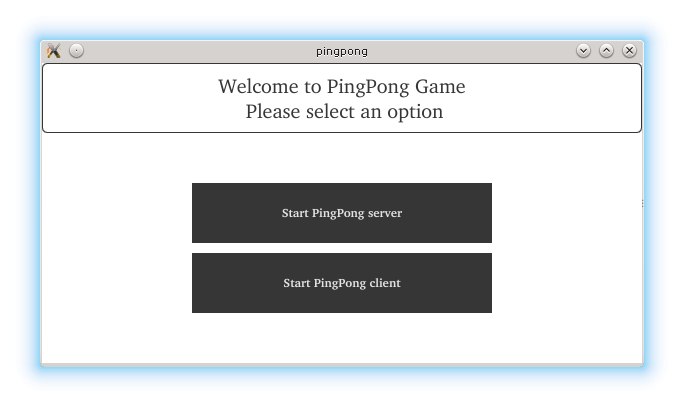 pingpong
Welcome to PingPong Game
Please select an option
Start PingPong server
Start PingPong client